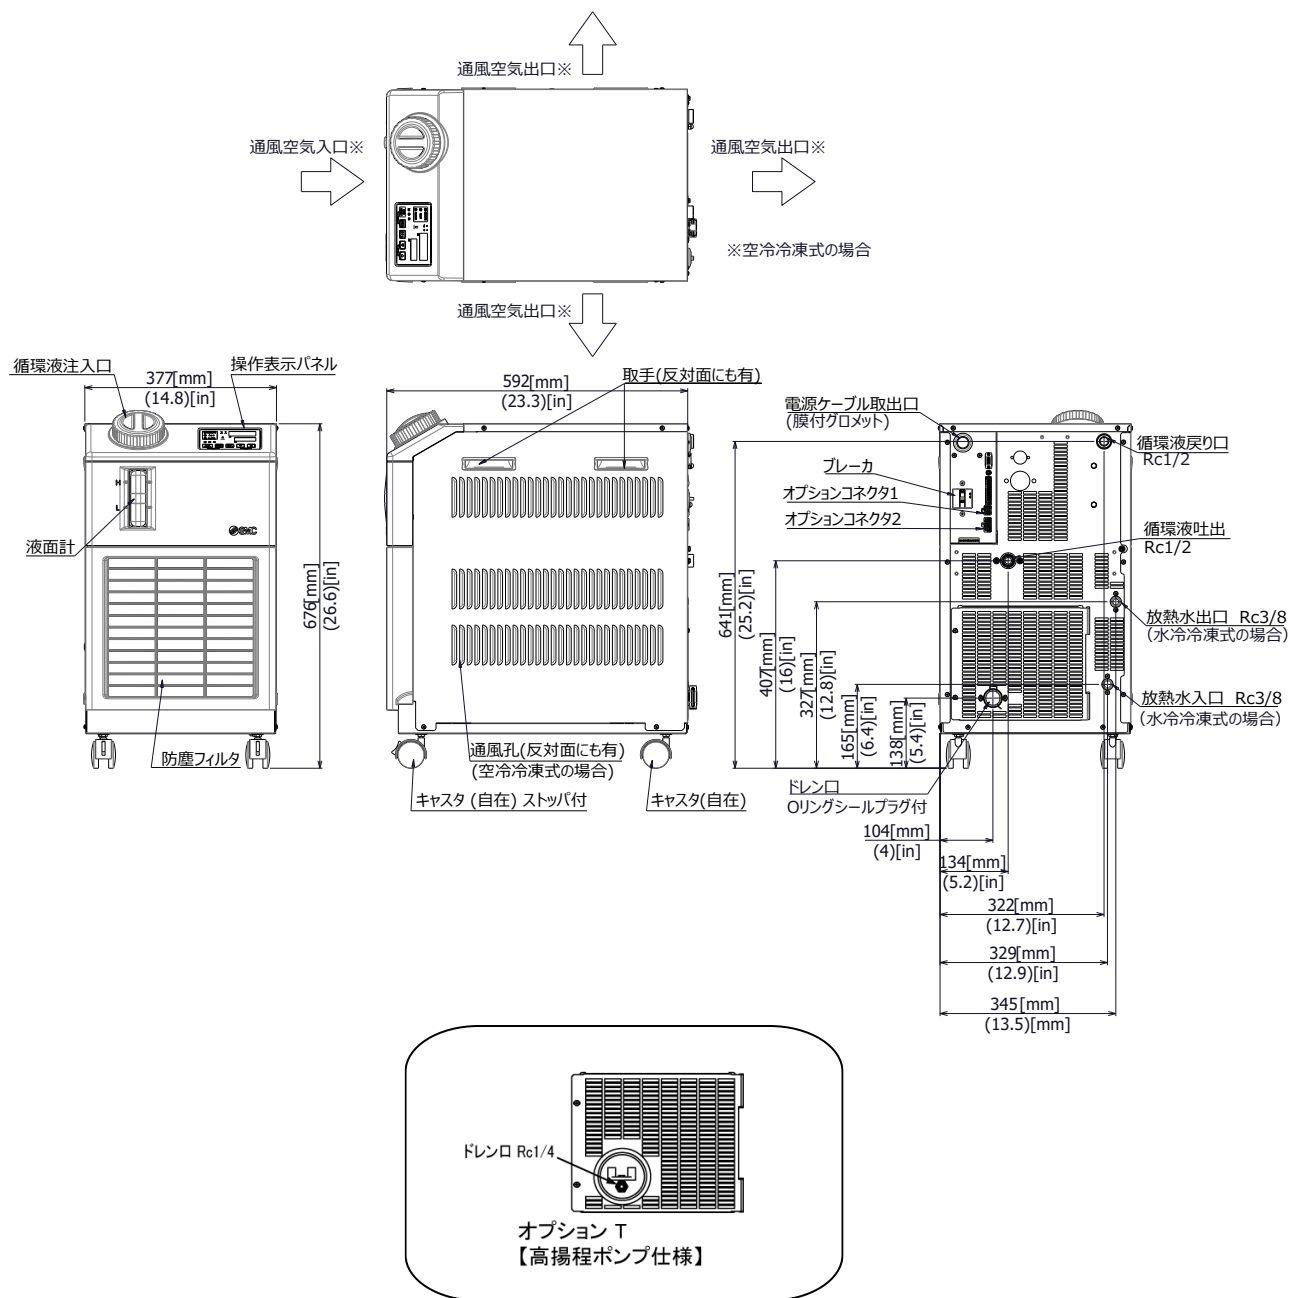 通風空気出口※
通風空気入口※
通風空気出口※
※空冷冷凍式の場合
通風空気出口※
循環液注入口
操作表示パネル
377[mm]
(14.8)[in]
H
L
SMC
液面計
676[mm]
(26.6)[in]
防塵フィルタ
592[mm]
(23.3)[in]
取手(反対面にも有)
通風孔(反対面にも有)
(空冷冷凍式の場合)
キャスタ (自在) ストッパ付
キャスタ(自在)
電源ケーブル取出口
(膜付グロメット)
ブレーカ
オプションコネクタ1
オプションコネクタ2
循環液戻り口
Rc1/2
循環液吐出
Rc1/2
放熱水出口 Rc3/8
(水冷冷凍式の場合)
放熱水入口 Rc3/8
(水冷冷凍式の場合)
641[mm]
(25.2)[in]
407[mm]
(16)[in]
327[mm]
(12.8)[in]
165[mm]
(6.4)[in]
138[mm]
(5.4)[in]
ドレン口
Oリングシールプラグ付
104[mm]
(4)[in]
134[mm]
(5.2)[in]
322[mm]
(12.7)[in]
329[mm]
(12.9)[in]
345[mm]
(13.5)[mm]
ドレン口 Rc1/4
オプション T
【高揚程ポンプ仕様】